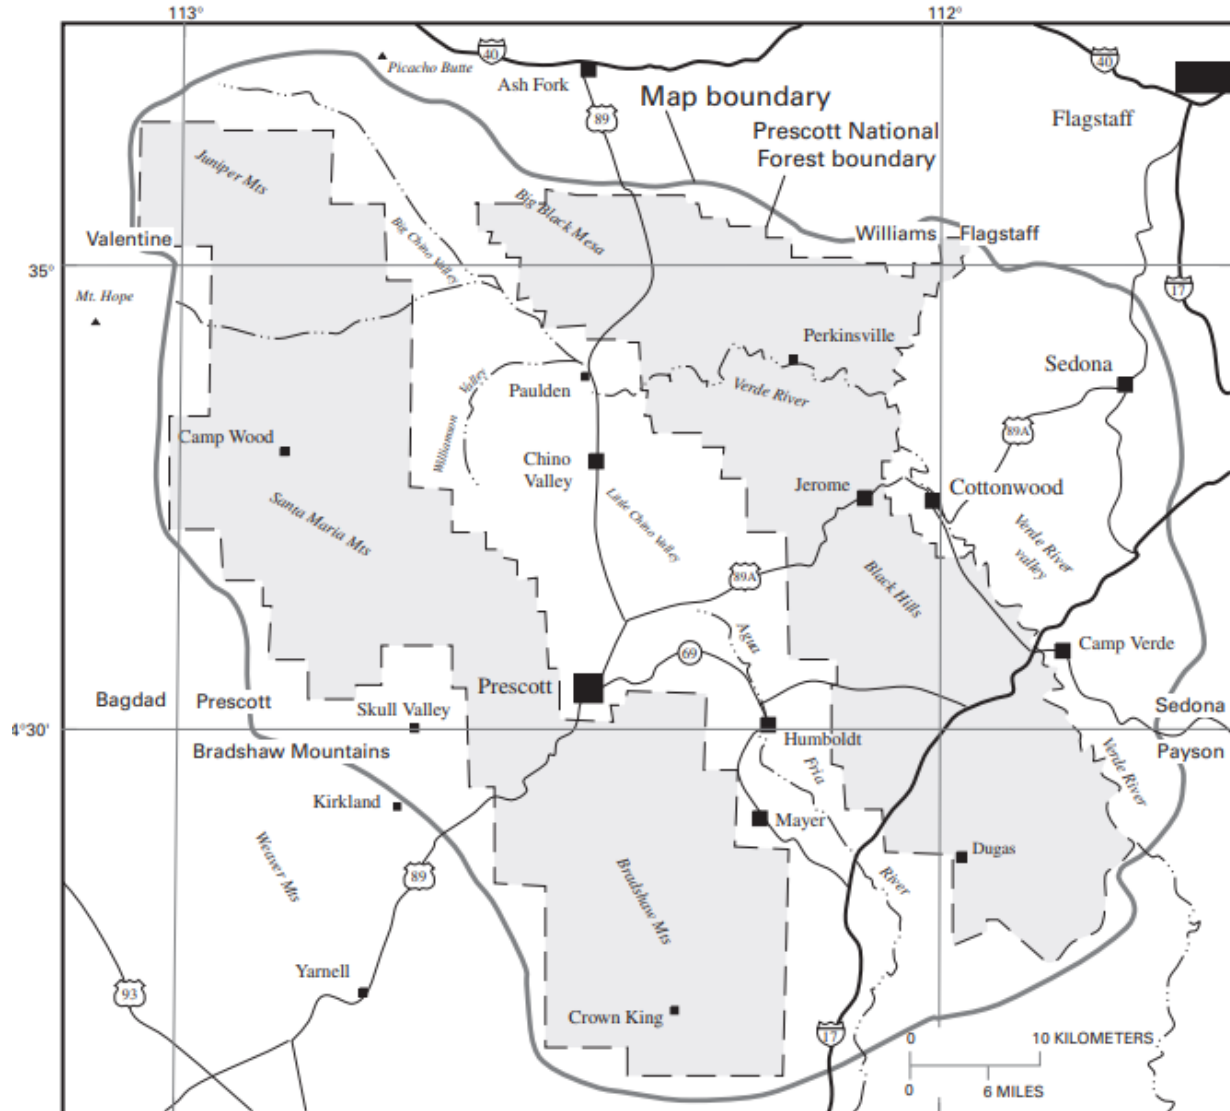 113°
112°
40
40
Picacho Butte
Ash Fork
Map boundary
89
Prescott National
Forest boundary
Flagstaff
Juniper Mts
Big Black Mesa
Big Chino Valley
Valentine
Williams
Flagstaff
35°
Mt. Hope
17
Perkinsville
Sedona
Paulden
Valley
Verde River
Williamson
89A
Camp Wood
Chino
Valley
Jerome
Cottonwood
Santa Maria Mts
Little Chino Valley
Verde River
valley
89A
Black Hills
Agua
69
Camp Verde
Prescott
Bagdad
Prescott
Skull Valley
Sedona
4°30'
Bradshaw Mountains
Humboldt
Payson
Fria
Verde River
Kirkland
Mayer
Weaver Mts
89
Dugas
Bradshaw Mts
River
Yarnell
93
Crown King
17
0
10 KILOMETERS
0
6 MILES